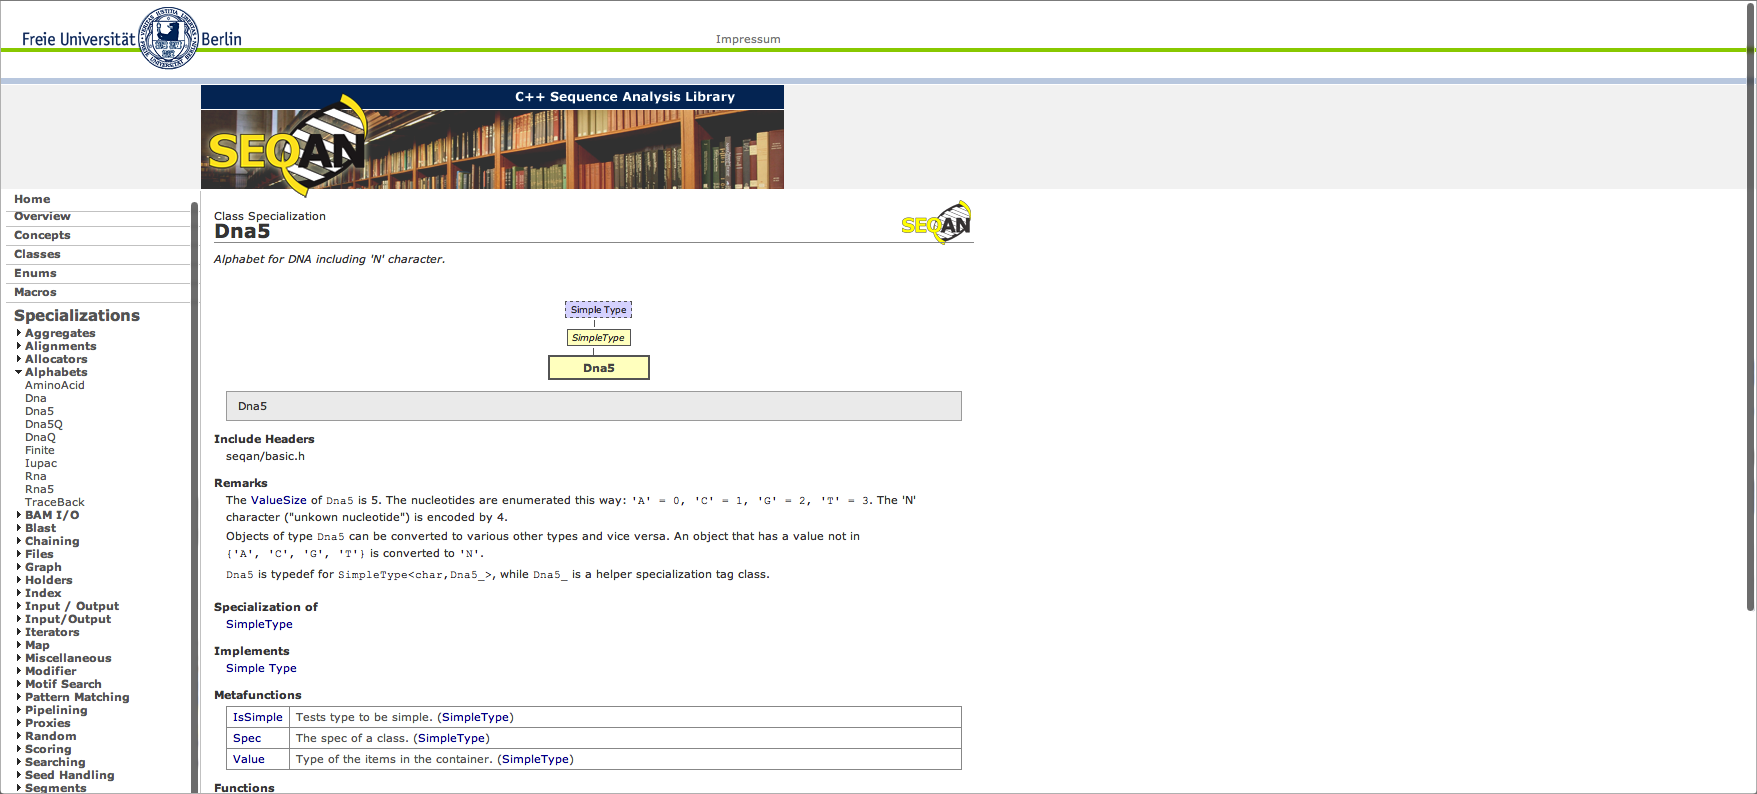 Freie Universität Berlin
Impressum
C++ Sequence Analysis Library
SEQAN
Home
Overview
Concepts
Classes
Enums
Macros
Specializations
Aggregates
Alignments
Allocators
Alphabets
AminoAcid
Dna
Dna5
Dna5Q
DnaQ
Finite
Iupac
Rna
Rna5
TraceBack
BAM I/O
Blast
Chaining
Files
Graph
Holders
Index
Input / Output
Input/Output
Iterators
Map
Miscellaneous
Modifier
Motif Search
Pattern Matching
Pipelining
Proxies
Random
Scoring
Searching
Seed Handling
Segments
Class Specialization
Dna5
SEQAN
Alphabet for DNA including 'N' character.
Simple Type
SimpleType
Dna5
Dna5
Include Headers
seqan/basic.h
Remarks
The ValueSize of Dna5 is 5. The nucleotides are enumerated this way: 'A' = 0, 'C' = 1, 'G' = 2, 'T' = 3. The 'N'
character ("unkown nucleotide") is encoded by 4.
Objects of type Dna5 can be converted to various other types and vice versa. An object that has a value not in
{'A', 'C', 'G', 'T'} is converted to 'N'.
Dna5 is typedef for SimpleType<char,Dna5_>, while Dna5_ is a helper specialization tag class.
Specialization of
SimpleType
Implements
Simple Type
Metafunctions
IsSimple Tests type to be simple. (SimpleType)
Spec The spec of a class. (SimpleType)
Value Type of the items in the container. (SimpleType)
Functions